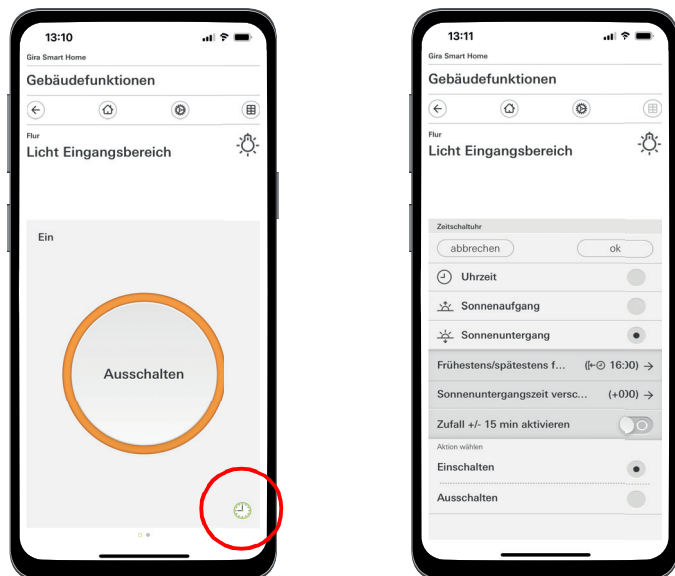 13:10
Gira Smart Home
Gebäudefunktionen
Flur
Licht Eingangsbereich
Ein
Ausschalten
13:11
Gira Smart Home
Gebäudefunktionen
Flur
Licht Eingangsbereich
Zeitschaltuhr
abbrechen ok
Uhrzeit
Sonnenaufgang
Sonnenuntergang
Frühestens/spätestens f... 16:00) →
Sonnenuntergangszeit versc... (+000) →
Zufall +/- 15 min aktivieren
Aktion wählen
Einschalten
Ausschalten